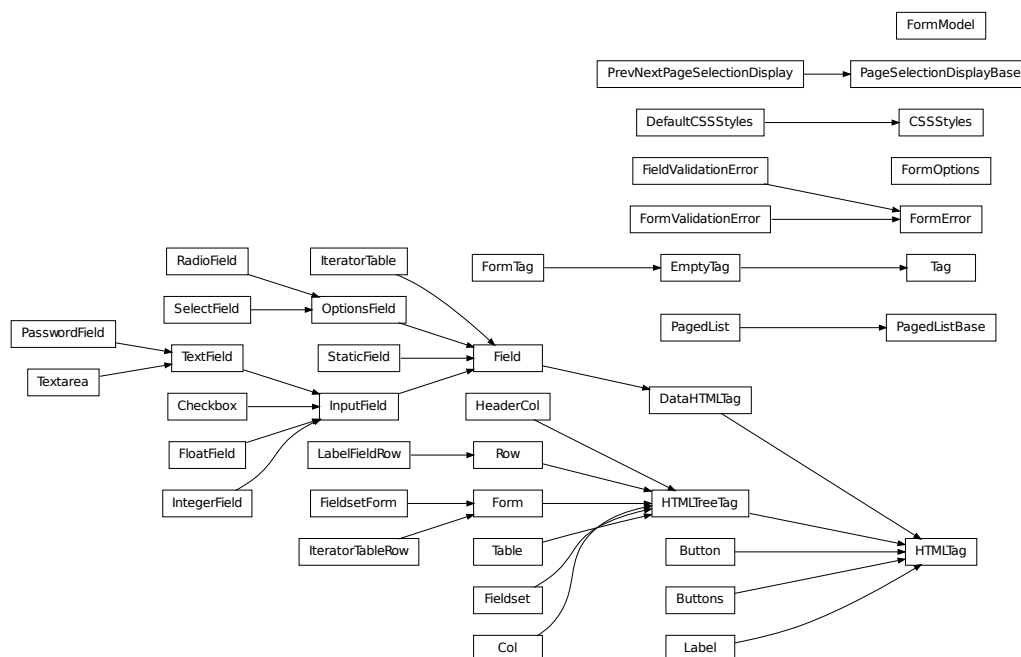 FormModel
PrevNextPageSelectionDisplay
PageSelectionDisplayBase
DefaultCSSStyles
CSSStyles
FieldValidationError
FormOptions
FormValidationError
FormError
RadioField
IteratorTable
FormTag
EmptyTag
Tag
SelectField
OptionsField
PasswordField
PagedList
PagedListBase
TextField
StaticField
Field
Textarea
DataHTMLTag
Checkbox
InputField
HeaderCol
FloatField
LabelFieldRow
Row
IntegerField
FieldsetForm
Form
HTMLTreeTag
IteratorTableRow
Table
Button
HTMLTag
Fieldset
Buttons
Col
Label